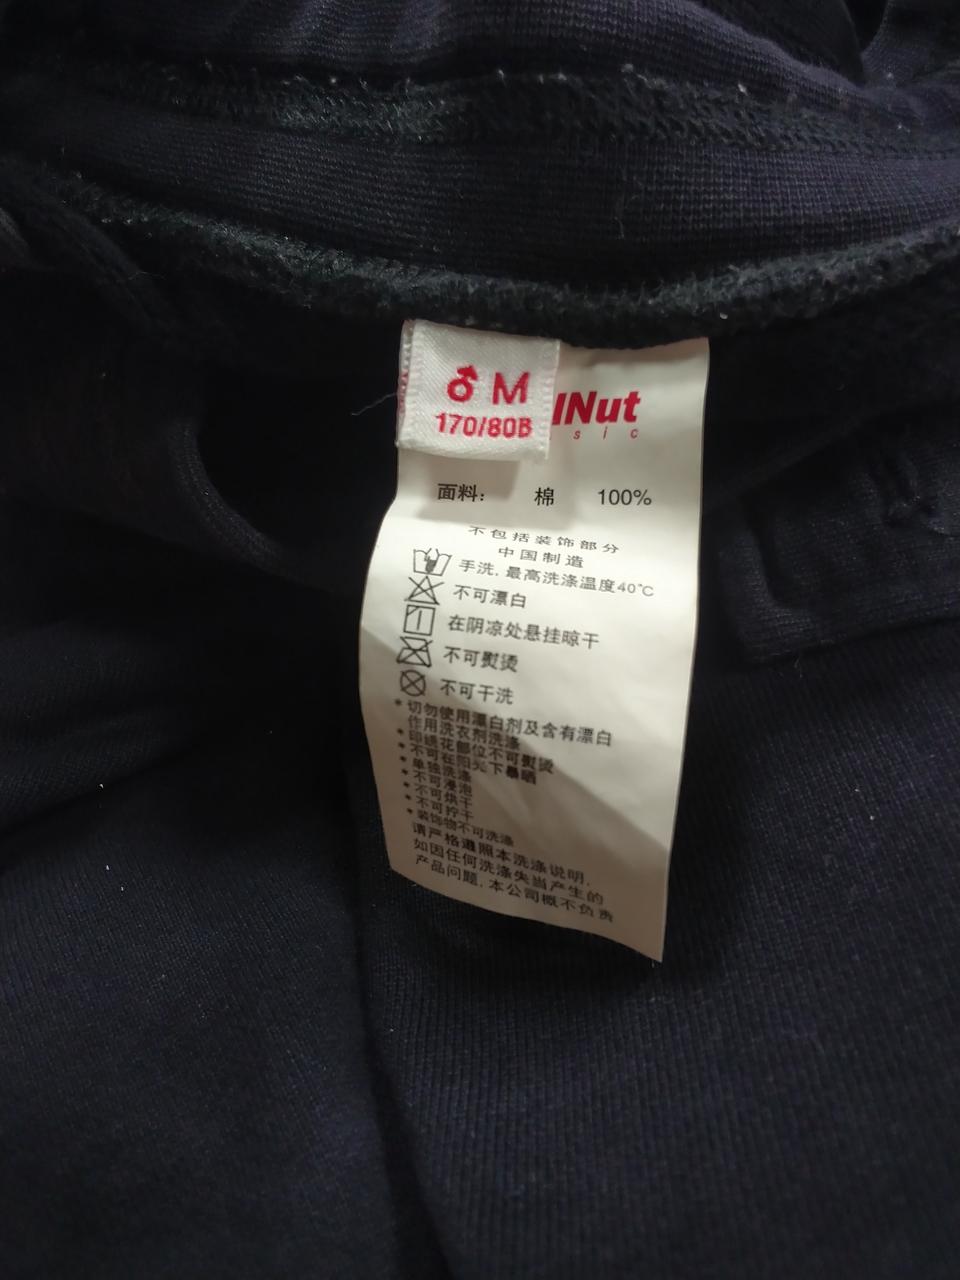 ♂ M
170/80B
lNut
sic
面料： 棉 100%
不包括装饰部分
中国制造
手洗，最高洗涤温度40℃
不可漂白
在阴凉处悬挂晾干
不可熨烫
不可干洗
*切勿使用漂白剂及含有漂白
作用洗衣剂洗涤
*印绣花部位不可熨烫
*不可在阳光下暴晒
*单独洗涤
*不可浸泡
*不可烘干
*不可拧干
*装饰物不可洗涤
请严格遵照本洗涤说明，
如因任何洗涤失当产生的
产品问题，本公司概不负责